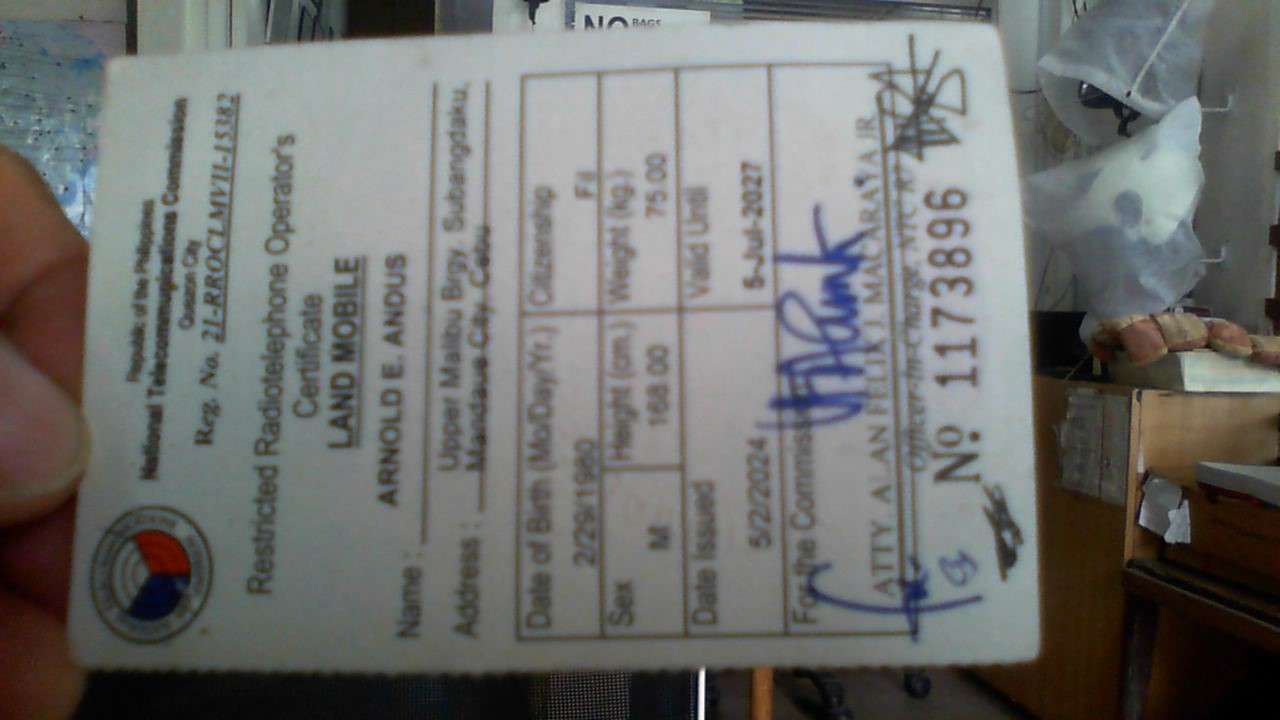 NO BAGS
Republic of the Philippines
National Telecommunications Commission
Quezon City
Reg. No. 21-RROCLMVII-15382
Restricted Radiotelephone Operator's
Certificate
LAND MOBILE
Name : ARNOLD E. ANDUS
Upper Malibu Brgy. Subangdaku,
Address : Mandaue City, Cebu
Date of Birth (Mo/Day/Yr.) Citizenship
2/29/1980 Fil
Sex Height (cm.) Weight (kg.)
M 168.00 75.00
Date Issued Valid Until
5/2/2024 5-Jul-2027
For the Commission
ATTY. ALAN FELIX I. MACARAYA JR.
Officer-in-Charge, NTC R7
No. 11738896